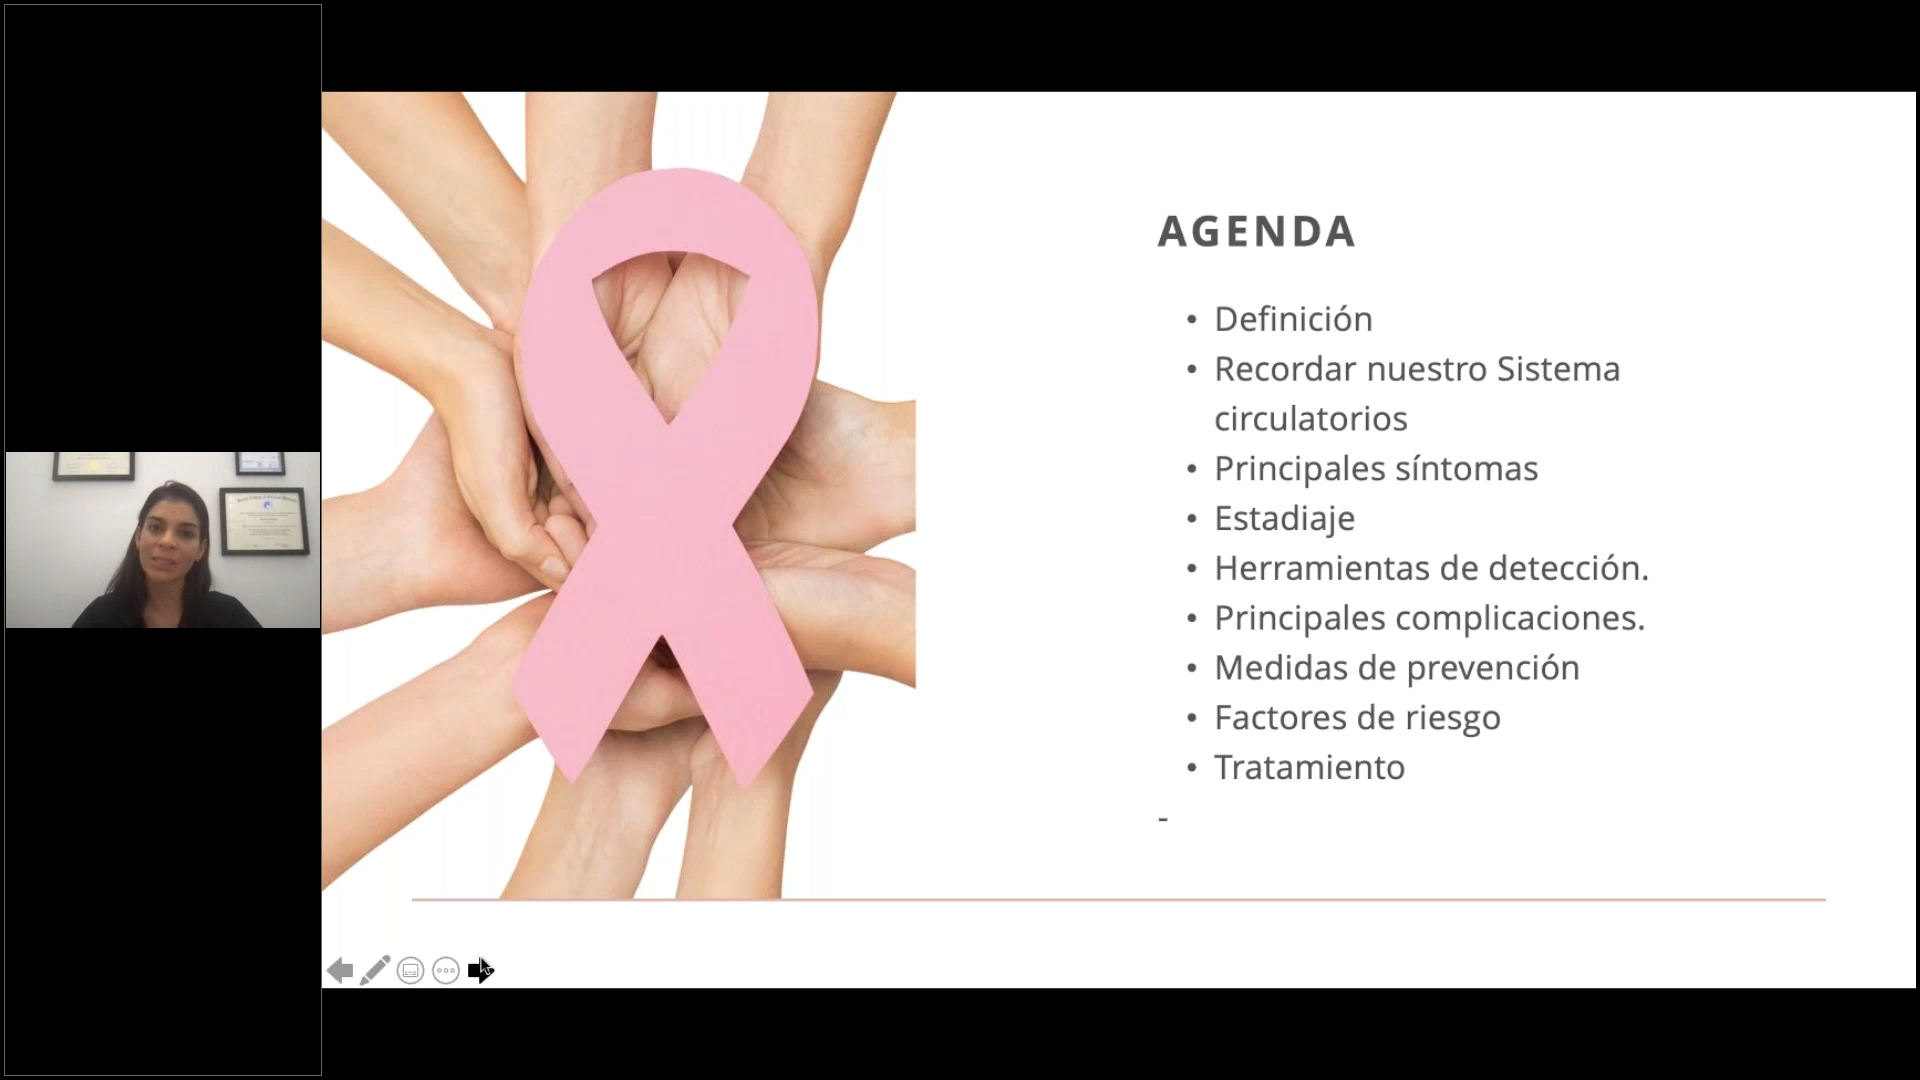 AGENDA
• Definición
• Recordar nuestro Sistema
circulatorios
• Principales síntomas
• Estadiaje
• Herramientas de detección.
• Principales complicaciones.
• Medidas de prevención
• Factores de riesgo
• Tratamiento
-